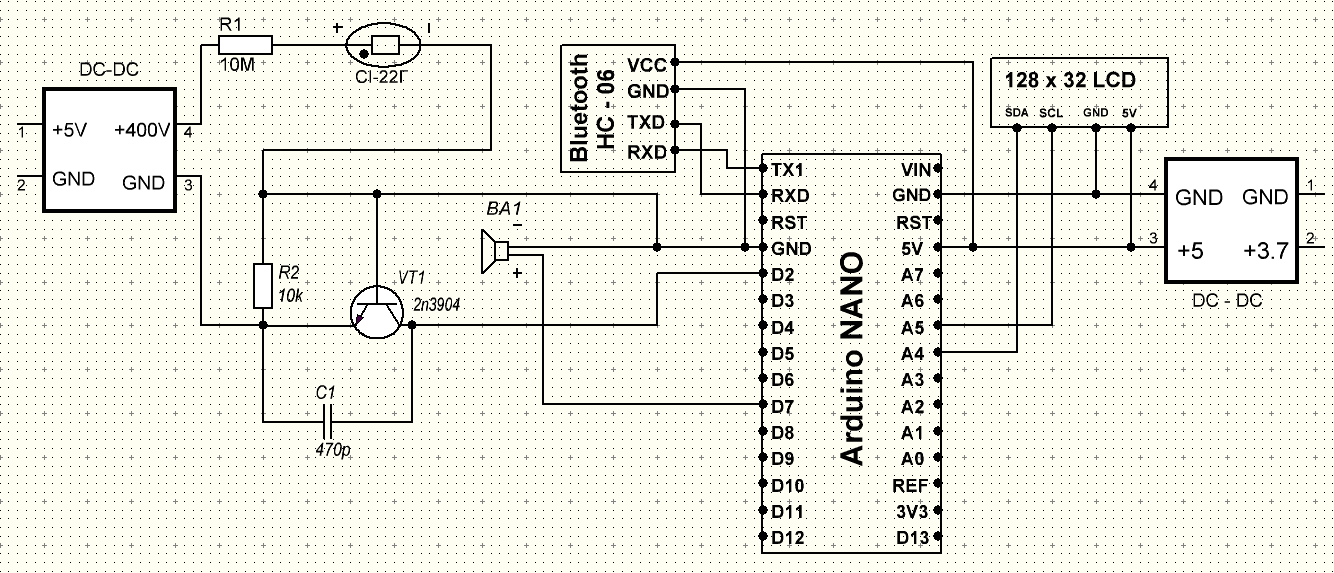 R1
10M
+
-
СІ-22Г
DC-DC
1
+5V
+400V
4
2
GND
GND
3
Bluetooth
HC - 06
VCC
GND
TXD
RXD
128 x 32 LCD
SDA SCL GND 5V
BA1
-
+
R2
10k
VT1
2n3904
C1
470p
Arduino NANO
TX1
RXD
RST
GND
D2
D3
D4
D5
D6
D7
D8
D9
D10
D11
D12
VIN
GND
RST
5V
A7
A6
A5
A4
A3
A2
A1
A0
REF
3V3
D13
4
GND
GND
1
3
+5
+3.7
2
DC - DC